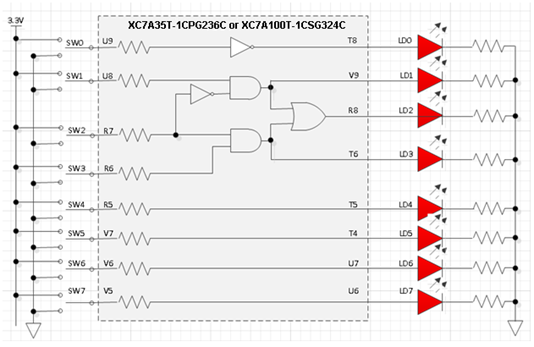 XC7A35T-1CPG236C or XC7A100T-1CSG324C
3.3V
SW0 U9 T8 LD0
SW1 U8 V9 LD1
R8 LD2
SW2 R7
T6 LD3
SW3 R6
SW4 R5 T5 LD4
SW5 V7 T4 LD5
SW6 V6 U7 LD6
SW7 V5 U6 LD7